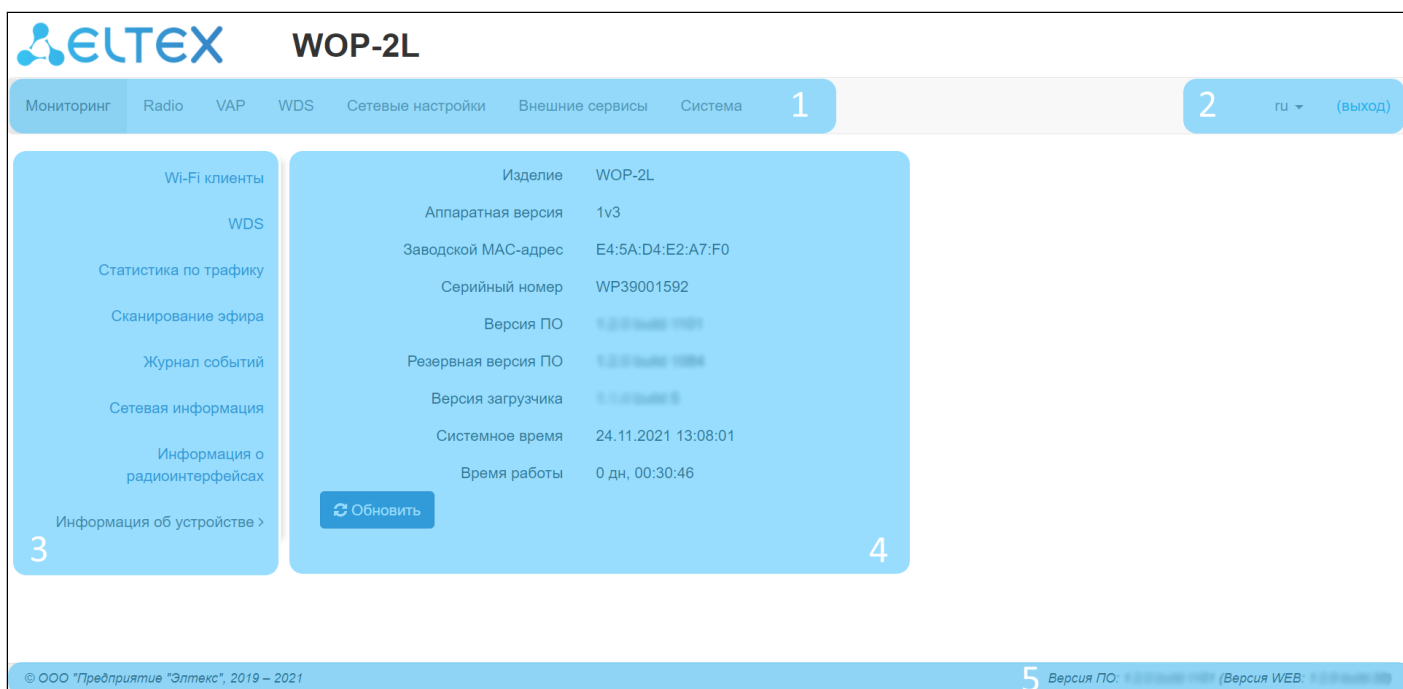 ELTEX WOP-2L
Мониторинг Radio VAP WDS Сетевые настройки Внешние сервисы Система 1 2 ru (выход)
Wi-Fi клиенты
WDS
Статистика по трафику
Сканирование эфира
Журнал событий
Сетевая информация
Информация о
радиоинтерфейсах
Информация об устройстве >
3
Изделие WOP-2L
Аппаратная версия 1v3
Заводской MAC-адрес E4:5A:D4:E2:A7:F0
Серийный номер WP39001592
Версия ПО
Резервная версия ПО
Версия загрузчика
Системное время 24.11.2021 13:08:01
Время работы 0 дн, 00:30:46
Обновить
4
© ООО "Предприятие "Элтекс", 2019 – 2021 5 Версия ПО: (Версия WEB: )